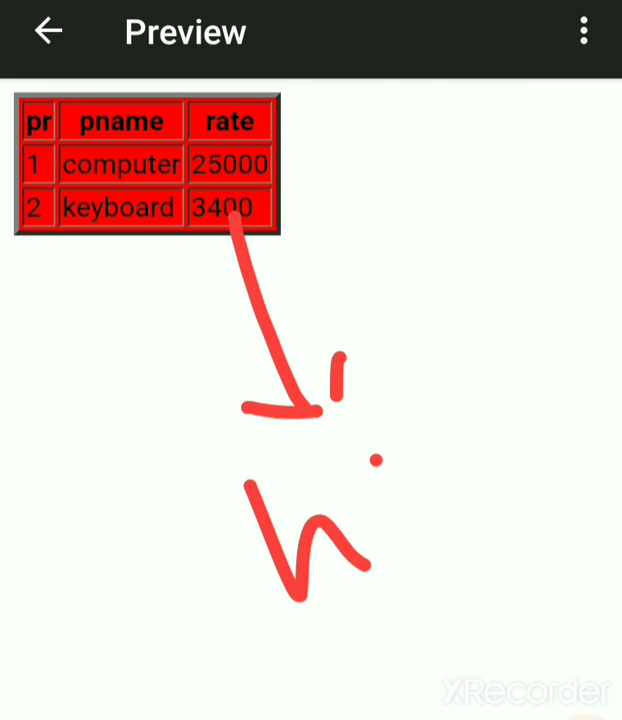 Preview
pr pname rate
1 computer 25000
2 keyboard 3400
XRecorder